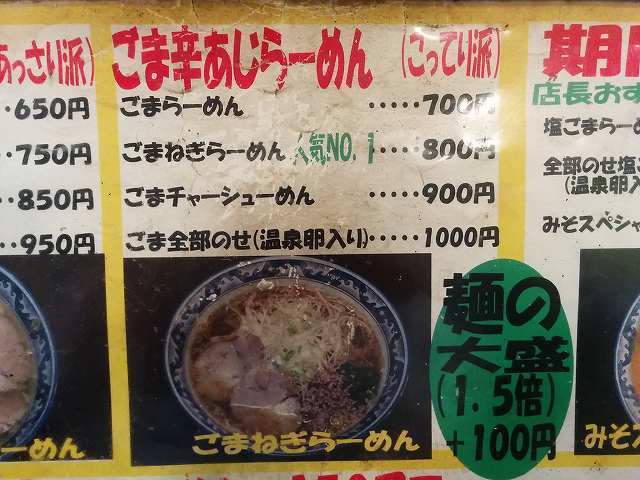 あっさり派)
‥650円
‥750円
‥850円
‥950円
ーめん
ごま辛あじらーめん (こってり派)
ごまらーめん ‥‥‥700円
ごまねぎらーめん 人気NO.1 ‥‥‥800円
ごまチャーシューめん ‥‥‥900円
ごま全部のせ(温泉卵入り)‥‥‥1000円
ごまねぎらーめん
麺の
大盛
(1.5倍)
+100円
期
店長おす
塩ごまらーめ
全部のせ塩ご
(温泉卵入
みそスペシャ
みそス